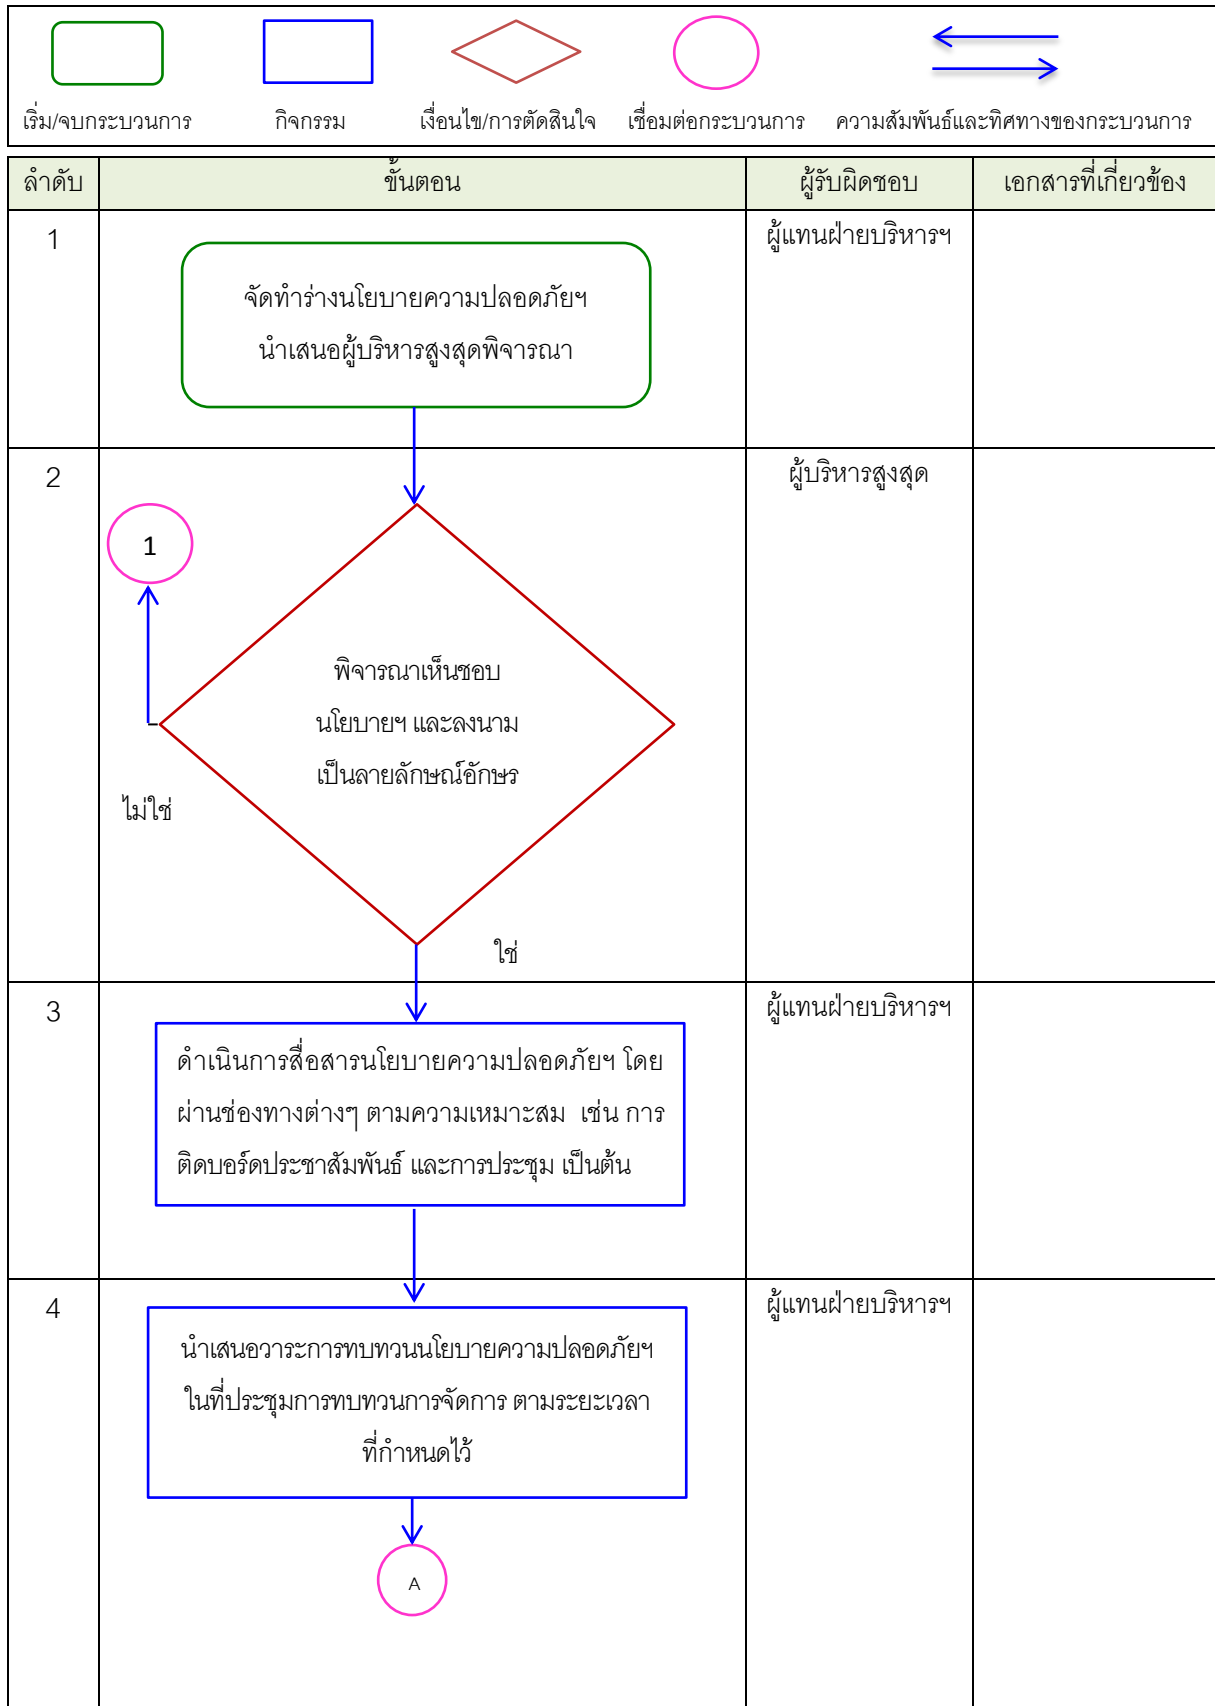 เริ่ม/จบกระบวนการ กิจกรรม เงื่อนไข/การตัดสินใจ เชื่อมต่อกระบวนการ ความสัมพันธ์และทิศทางของกระบวนการ
ลำดับ ขั้นตอน ผู้รับผิดชอบ เอกสารที่เกี่ยวข้อง
1 ผู้แทนฝ่ายบริหารฯ
จัดทำร่างนโยบายความปลอดภัยฯ
นำเสนอผู้บริหารสูงสุดพิจารณา
2 ผู้บริหารสูงสุด
1
พิจารณาเห็นชอบ
นโยบายฯ และลงนาม
เป็นลายลักษณ์อักษร
ไม่ใช่
ใช่
3 ผู้แทนฝ่ายบริหารฯ
ดำเนินการสื่อสารนโยบายความปลอดภัยฯ โดย
ผ่านช่องทางต่างๆ ตามความเหมาะสม เช่น การ
ติดบอร์ดประชาสัมพันธ์ และการประชุม เป็นต้น
4 ผู้แทนฝ่ายบริหารฯ
นำเสนอวาระการทบทวนนโยบายความปลอดภัยฯ
ในที่ประชุมการทบทวนการจัดการ ตามระยะเวลา
ที่กำหนดไว้
A